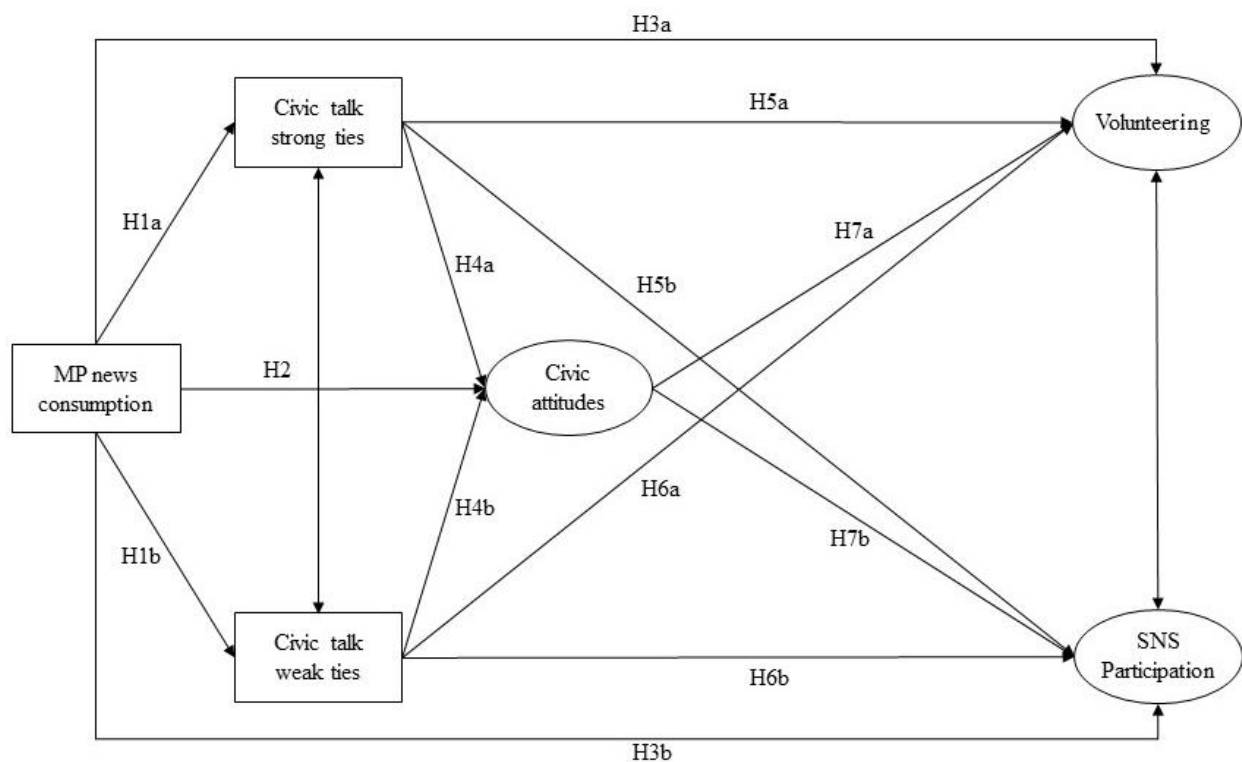 H3a
Civic talk
strong ties
H5a
Volunteering
H1a
H7a
H4a
H5b
MP news
consumption
H2
Civic
attitudes
H6a
H4b
H7b
H1b
Civic talk
weak ties
H6b
SNS
Participation
H3b